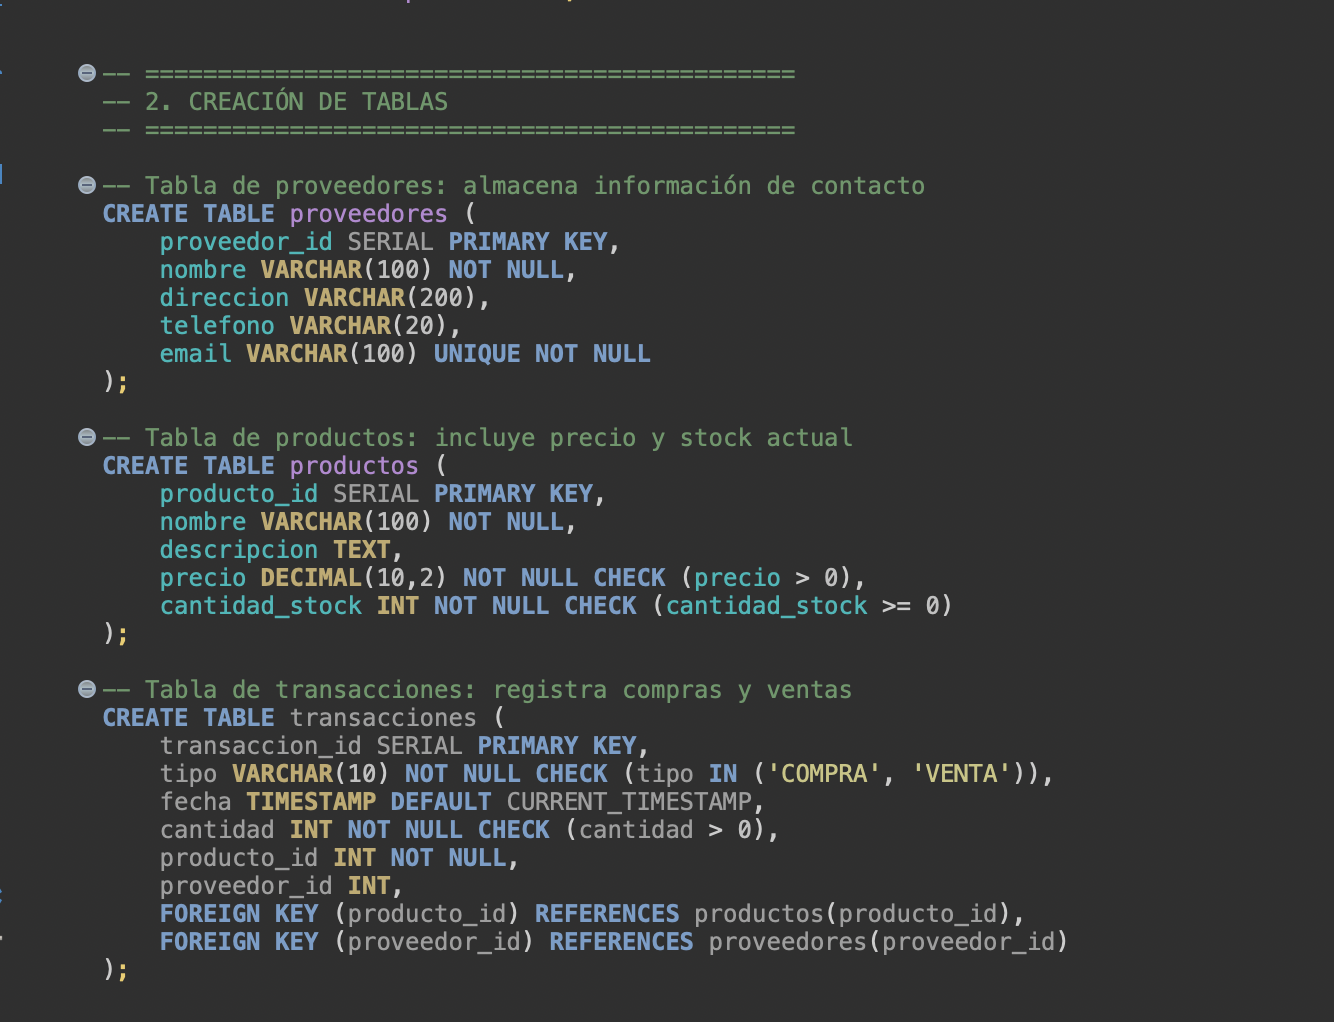 -- =============================================
-- 2. CREACIÓN DE TABLAS
-- =============================================
-- Tabla de proveedores: almacena información de contacto
CREATE TABLE proveedores (
    proveedor_id SERIAL PRIMARY KEY,
    nombre VARCHAR(100) NOT NULL,
    direccion VARCHAR(200),
    telefono VARCHAR(20),
    email VARCHAR(100) UNIQUE NOT NULL
);
-- Tabla de productos: incluye precio y stock actual
CREATE TABLE productos (
    producto_id SERIAL PRIMARY KEY,
    nombre VARCHAR(100) NOT NULL,
    descripcion TEXT,
    precio DECIMAL(10,2) NOT NULL CHECK (precio > 0),
    cantidad_stock INT NOT NULL CHECK (cantidad_stock >= 0)
);
-- Tabla de transacciones: registra compras y ventas
CREATE TABLE transacciones (
    transaccion_id SERIAL PRIMARY KEY,
    tipo VARCHAR(10) NOT NULL CHECK (tipo IN ('COMPRA', 'VENTA')),
    fecha TIMESTAMP DEFAULT CURRENT_TIMESTAMP,
    cantidad INT NOT NULL CHECK (cantidad > 0),
    producto_id INT NOT NULL,
    proveedor_id INT,
    FOREIGN KEY (producto_id) REFERENCES productos(producto_id),
    FOREIGN KEY (proveedor_id) REFERENCES proveedores(proveedor_id)
);